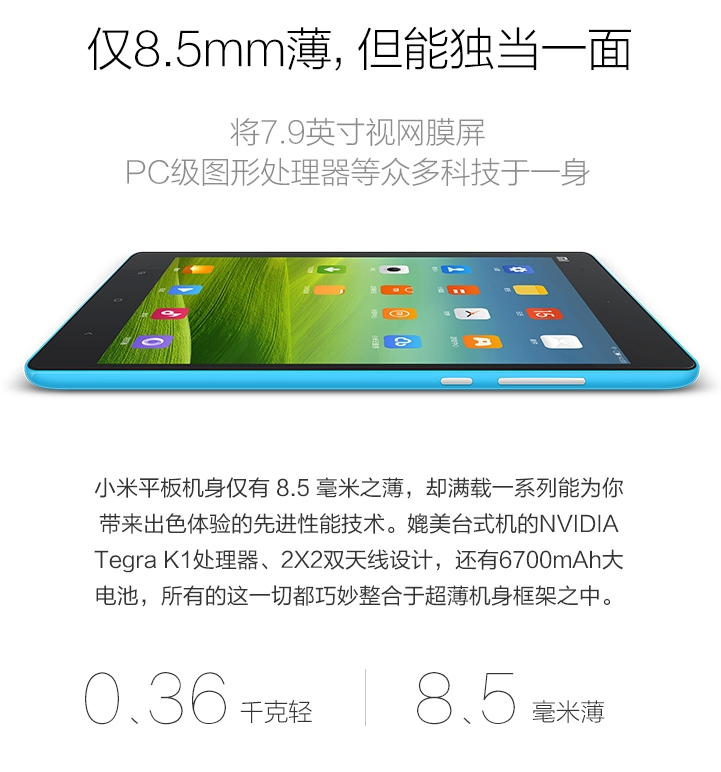 仅8.5mm薄，但能独当一面
将7.9英寸视网膜屏
PC级图形处理器等众多科技于一身
15
小米平板机身仅有 8.5 毫米之薄，却满载一系列能为你
带来出色体验的先进性能技术。媲美台式机的NVIDIA
Tegra K1处理器、2X2双天线设计，还有6700mAh大
电池，所有的这一切都巧妙整合于超薄机身框架之中。
0.36 千克轻
8.5 毫米薄